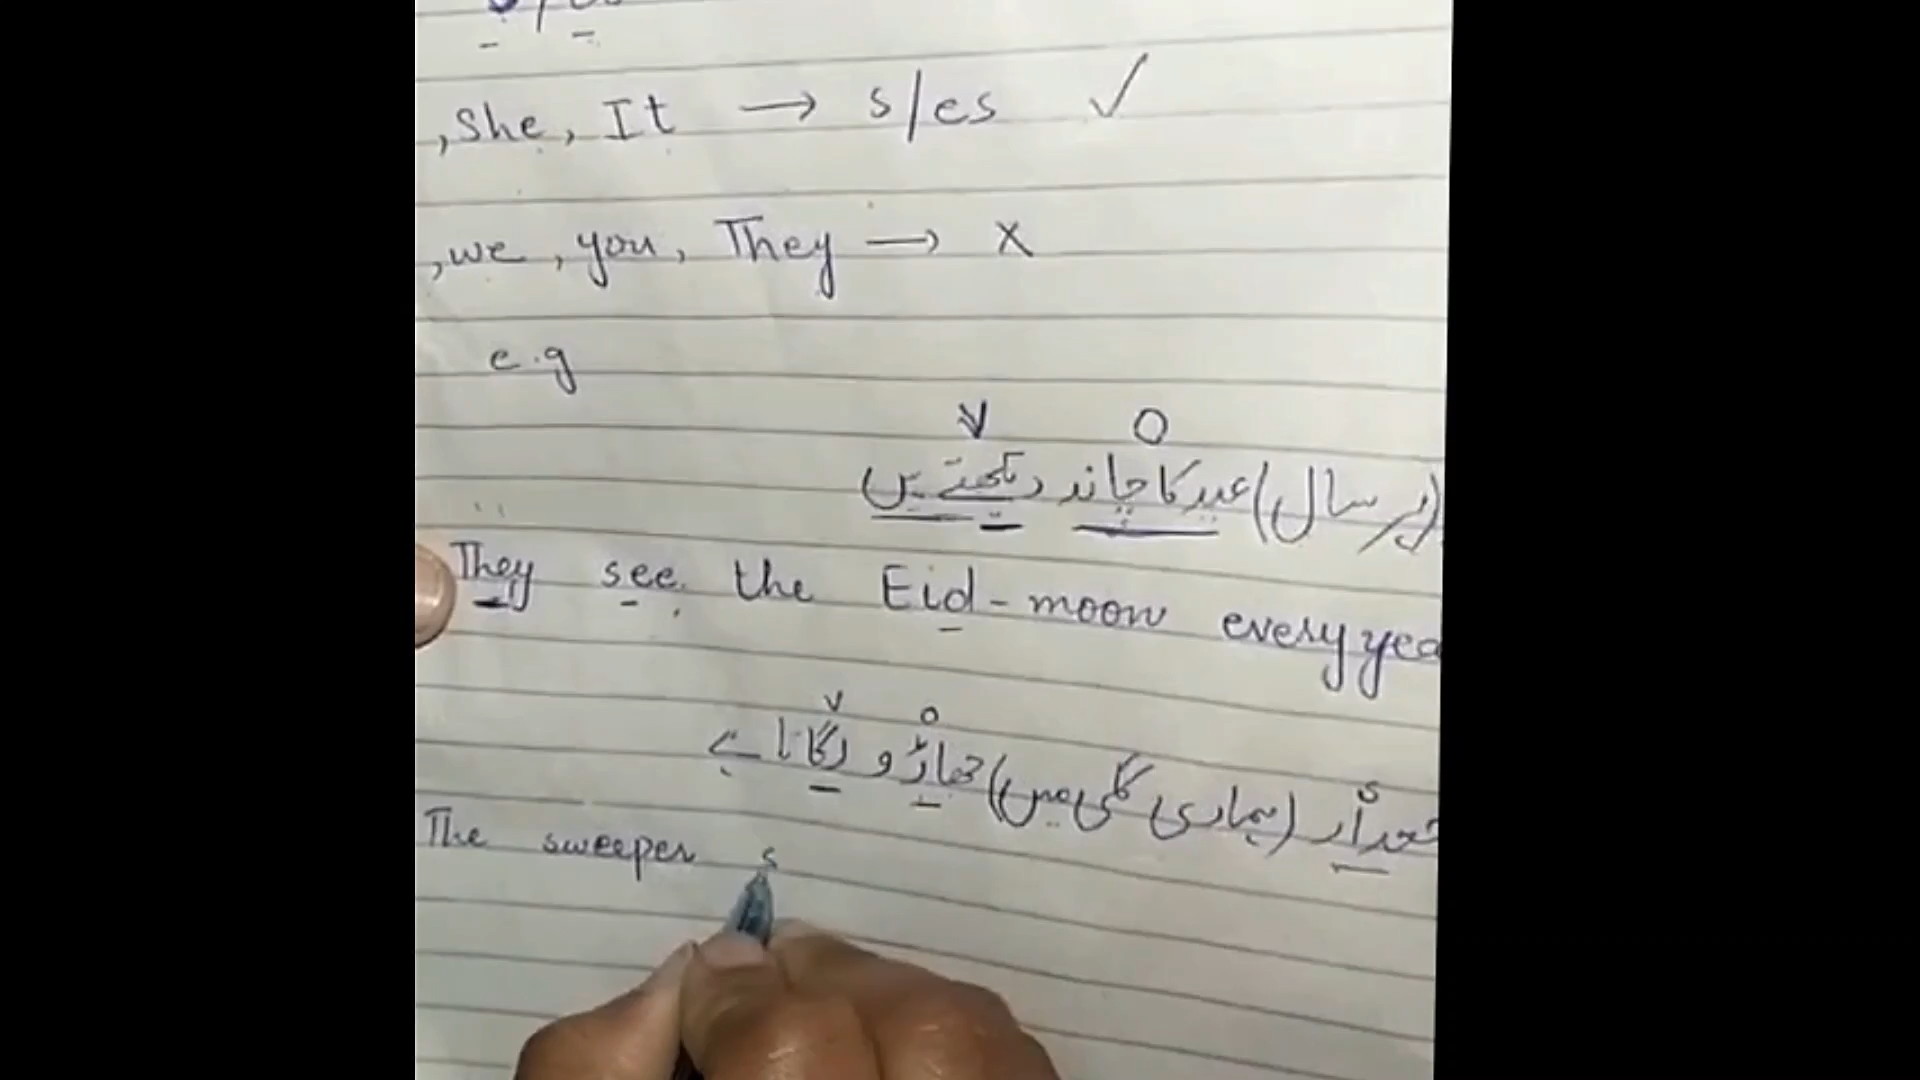 , She, It → s/es ✓
, we, you, They → X
e.g
V O
(ہر سال) عید کا چاند دیکھتے ہیں
They see the Eid-moon every yea
V O S
(ہماری گلی میں) جھاڑو لگاتا ہے
The sweeper s